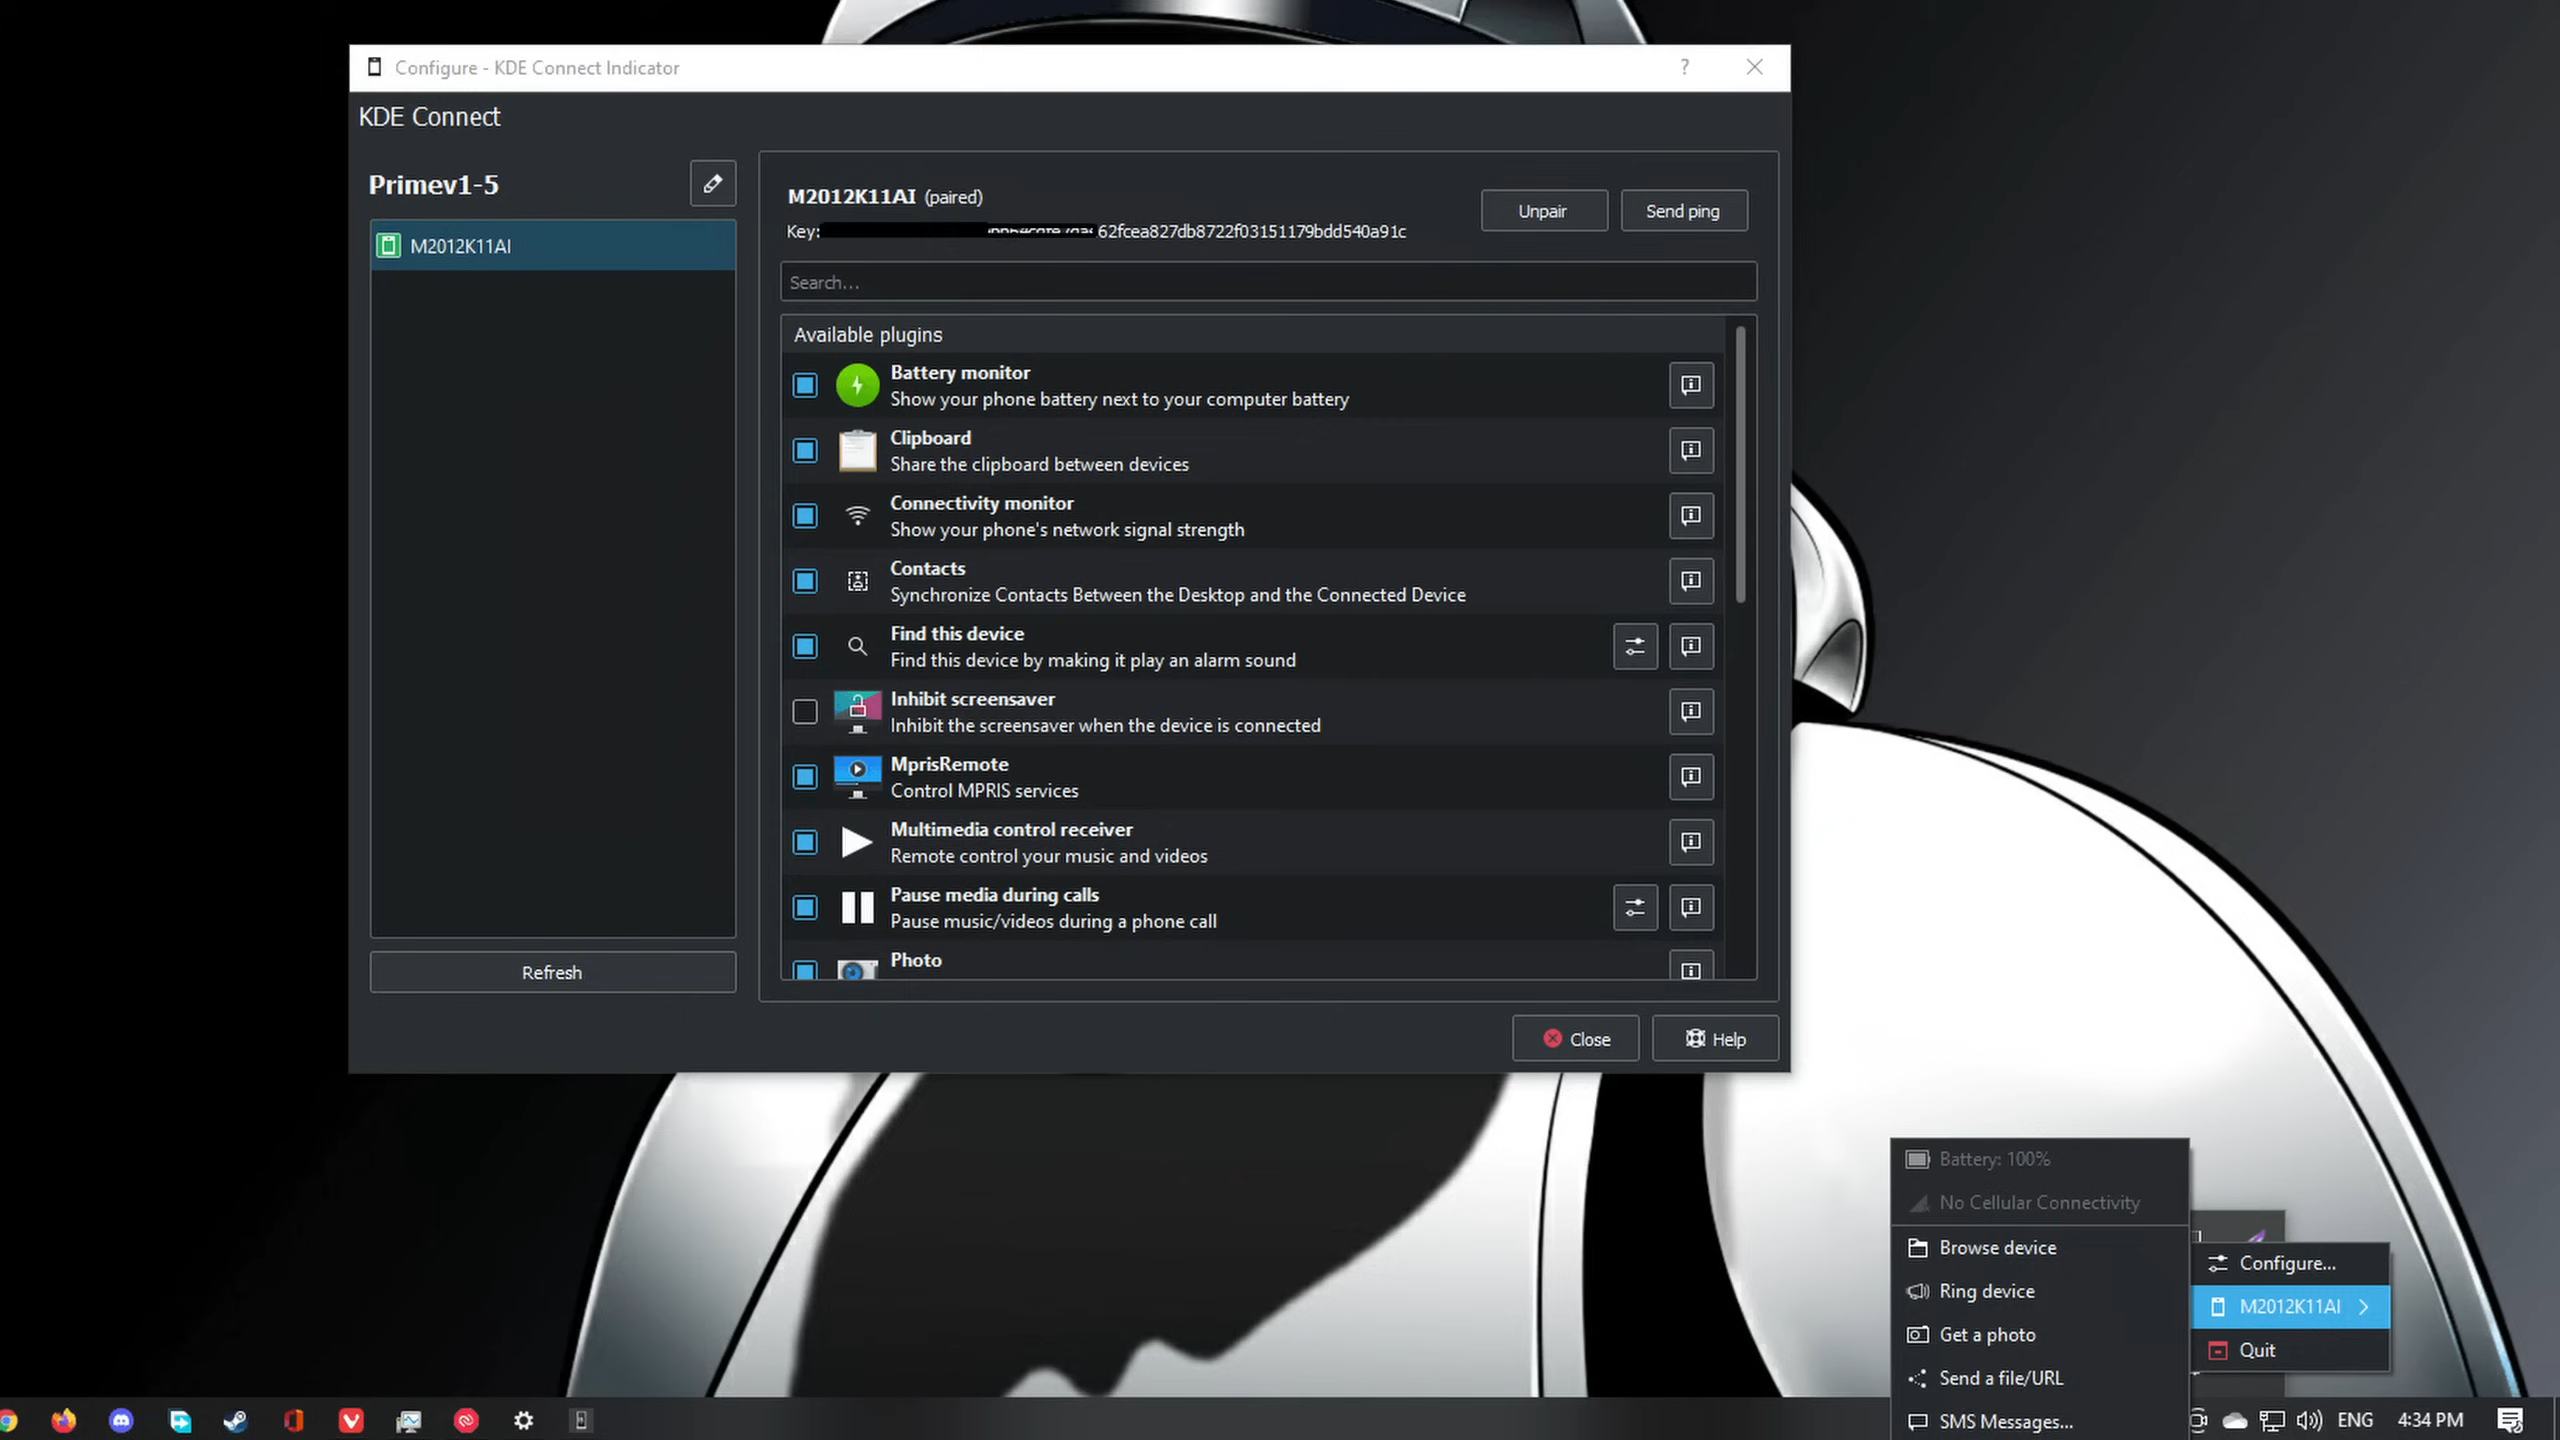 Configure - KDE Connect Indicator
KDE Connect
Primev1-5
M2012K11AI
Refresh
M2012K11AI (paired)
Key: 62fcea827db8722f03151179bdd540a91c
Unpair
Send ping
Search...
Available plugins
Battery monitor
Show your phone battery next to your computer battery
Clipboard
Share the clipboard between devices
Connectivity monitor
Show your phone's network signal strength
Contacts
Synchronize Contacts Between the Desktop and the Connected Device
Find this device
Find this device by making it play an alarm sound
Inhibit screensaver
Inhibit the screensaver when the device is connected
MprisRemote
Control MPRIS services
Multimedia control receiver
Remote control your music and videos
Pause media during calls
Pause music/videos during a phone call
Photo
Close
Help
Battery: 100%
No Cellular Connectivity
Browse device
Ring device
Get a photo
Send a file/URL
SMS Messages...
Configure...
M2012K11AI
Quit
ENG
4:34 PM